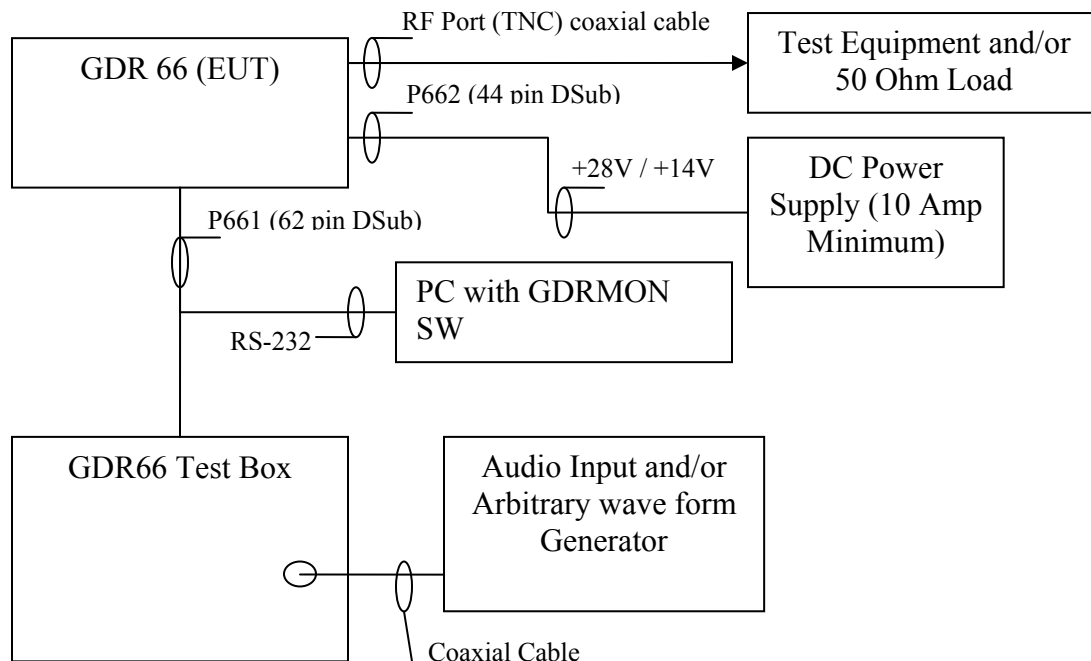 RF Port (TNC) coaxial cable
GDR 66 (EUT)
Test Equipment and/or
50 Ohm Load
P662 (44 pin DSub)
+28V / +14V
DC Power
Supply (10 Amp
Minimum)
P661 (62 pin DSub)
PC with GDRMON
SW
RS-232
GDR66 Test Box
Audio Input and/or
Arbitrary wave form
Generator
Coaxial Cable